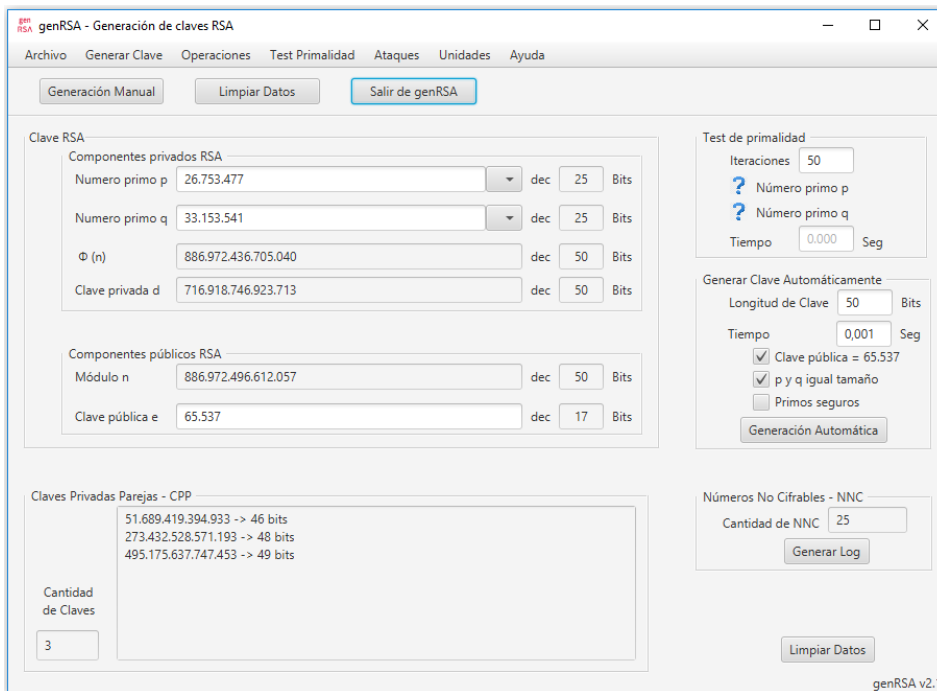 gen
RSA genRSA - Generación de claves RSA
Archivo Generar Clave Operaciones Test Primalidad Ataques Unidades Ayuda
Generación Manual Limpiar Datos Salir de genRSA
Clave RSA
Componentes privados RSA
Numero primo p 26.753.477 dec 25 Bits
Numero primo q 33.153.541 dec 25 Bits
Φ (n) 886.972.436.705.040 dec 50 Bits
Clave privada d 716.918.746.923.713 dec 50 Bits
Componentes públicos RSA
Módulo n 886.972.496.612.057 dec 50 Bits
Clave pública e 65.537 dec 17 Bits
Test de primalidad
Iteraciones 50
? Número primo p
? Número primo q
Tiempo 0.000 Seg
Generar Clave Automáticamente
Longitud de Clave 50 Bits
Tiempo 0,001 Seg
Clave pública = 65.537
p y q igual tamaño
Primos seguros
Generación Automática
Claves Privadas Parejas - CPP
51.689.419.394.933 -> 46 bits
273.432.528.571.193 -> 48 bits
495.175.637.747.453 -> 49 bits
Cantidad
de Claves
3
Números No Cifrables - NNC
Cantidad de NNC 25
Generar Log
Limpiar Datos
genRSA v2.